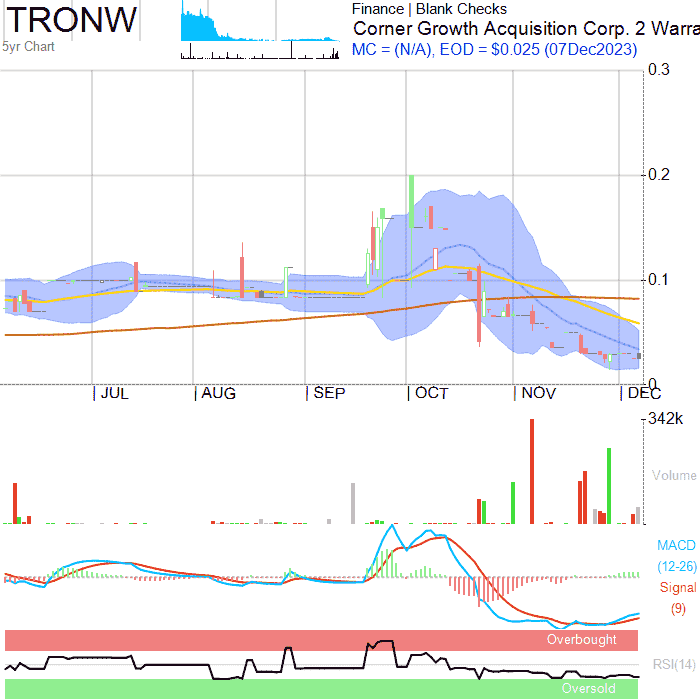 TRONW
5yr Chart
Finance | Blank Checks
Corner Growth Acquisition Corp. 2 Warra
MC = (N/A), EOD = $0.025 (07Dec2023)
0.3
0.2
0.1
0
JUL AUG SEP OCT NOV DEC
342k
Volume
MACD
(12-26)
Signal
(9)
Overbought
RSI(14)
Oversold